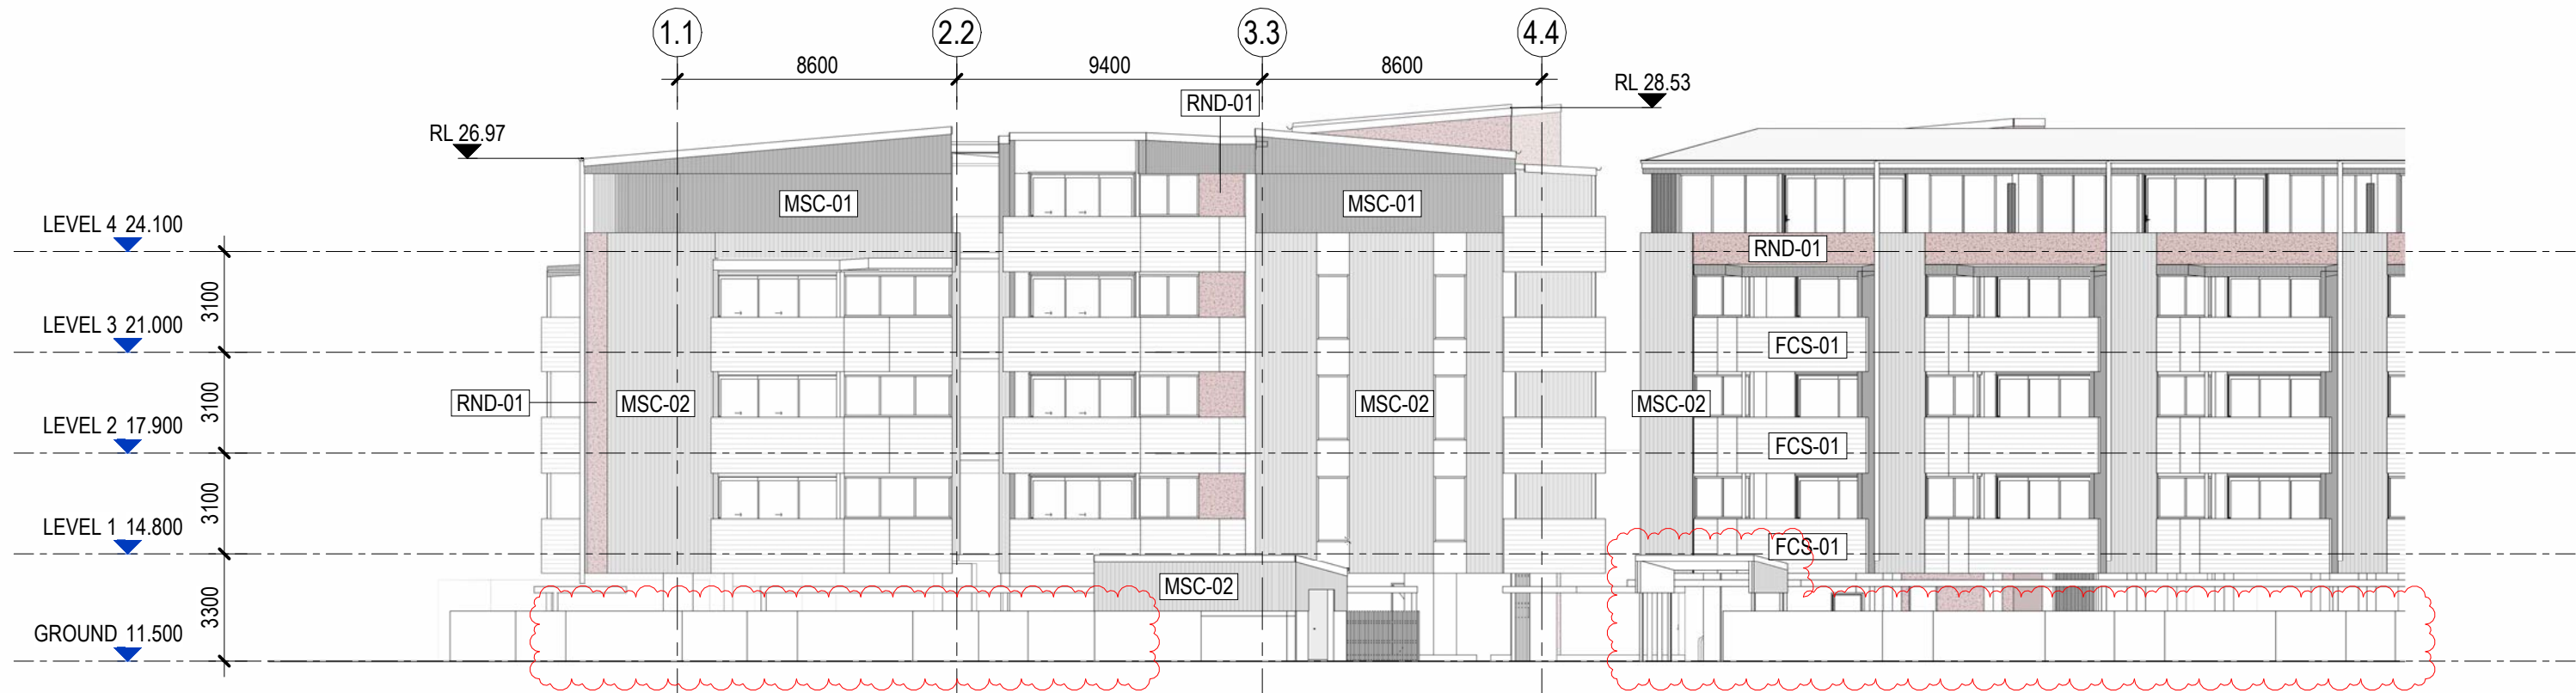 1.1
2.2
3.3
4.4
8600
9400
8600
RL 28.53
RND-01
RL 26.97
MSC-01
MSC-01
LEVEL 4 24.100
RND-01
3100
LEVEL 3 21.000
FCS-01
3100
RND-01
MSC-02
MSC-02
MSC-02
LEVEL 2 17.900
FCS-01
3100
LEVEL 1 14.800
FCS-01
MSC-02
3300
GROUND 11.500